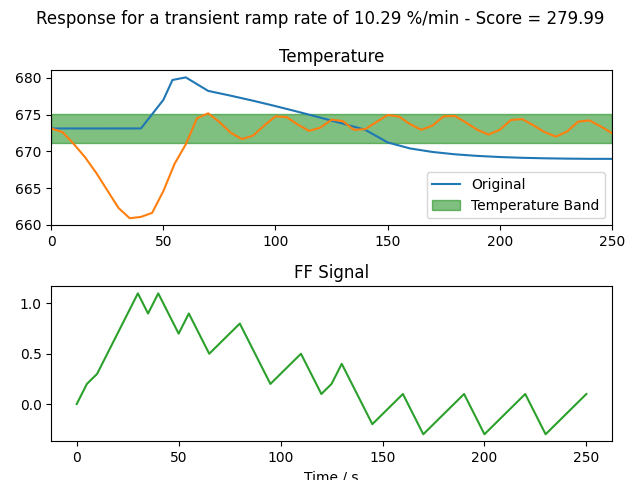 Response for a transient ramp rate of 10.29 %/min - Score = 279.99
Temperature
680
675
670
665
660
Original
Temperature Band
0 50 100 150 200 250
FF Signal
1.0
0.5
0.0
0 50 100 150 200 250
Time / s